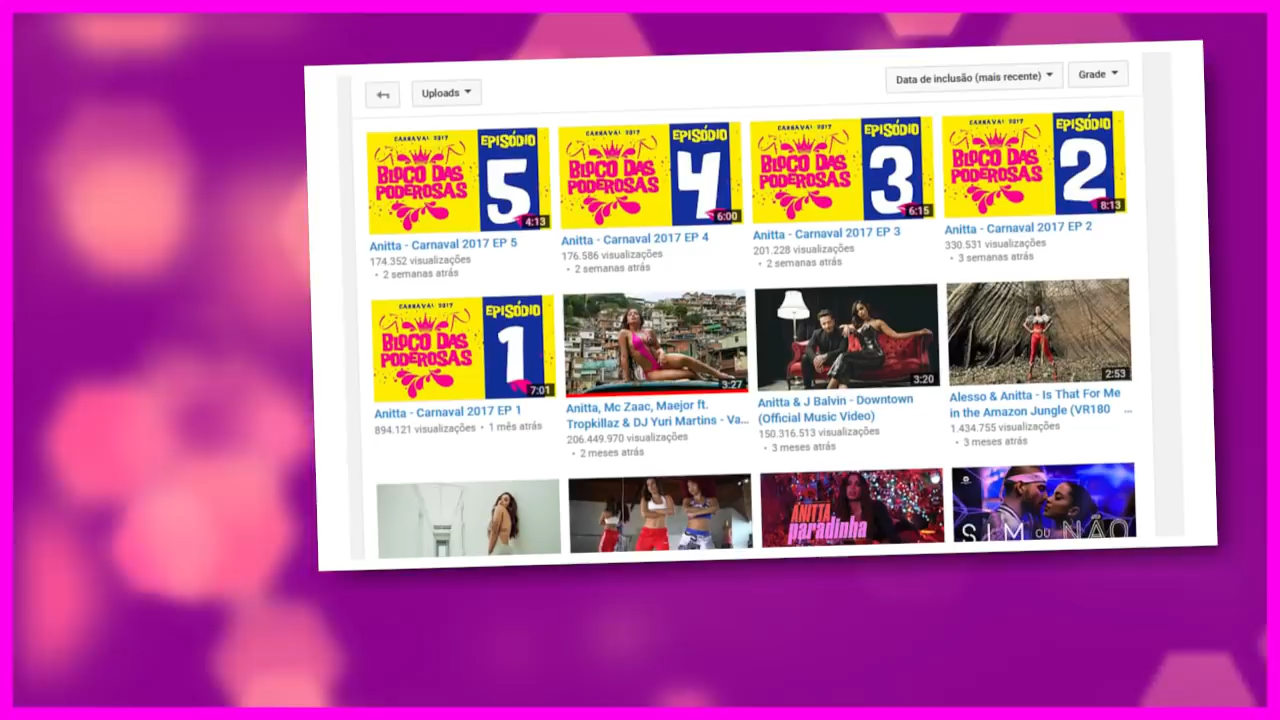 Uploads
Data de inclusão (mais recente)
Grade
CARNAVAL 2017
BLOCO DAS
PODEROSAS
EPISÓDIO
5
4:13
CARNAVAL 2017
BLOCO DAS
PODEROSAS
EPISÓDIO
4
6:00
CARNAVAL 2017
BLOCO DAS
PODEROSAS
EPISÓDIO
3
6:15
CARNAVAL 2017
BLOCO DAS
PODEROSAS
EPISÓDIO
2
8:13
Anitta - Carnaval 2017 EP 5
174.352 visualizações
• 2 semanas atrás
Anitta - Carnaval 2017 EP 4
176.586 visualizações
• 2 semanas atrás
Anitta - Carnaval 2017 EP 3
201.228 visualizações
• 2 semanas atrás
Anitta - Carnaval 2017 EP 2
330.531 visualizações
• 3 semanas atrás
CARNAVAL 2017
BLOCO DAS
PODEROSAS
EPISÓDIO
1
7:01
3:27
3:20
2:53
Anitta - Carnaval 2017 EP 1
894.121 visualizações • 1 mês atrás
Anitta, Mc Zaac, Maejor ft.
Tropkillaz & DJ Yuri Martins - Va...
206.449.970 visualizações
• 2 meses atrás
Anitta & J Balvin - Downtown
(Official Music Video)
150.316.513 visualizações
• 3 meses atrás
Alesso & Anitta - Is That For Me
in the Amazon Jungle (VR180 ...
1.434.755 visualizações
• 3 meses atrás
ANITTA
paradinha
SIM OU NÃO